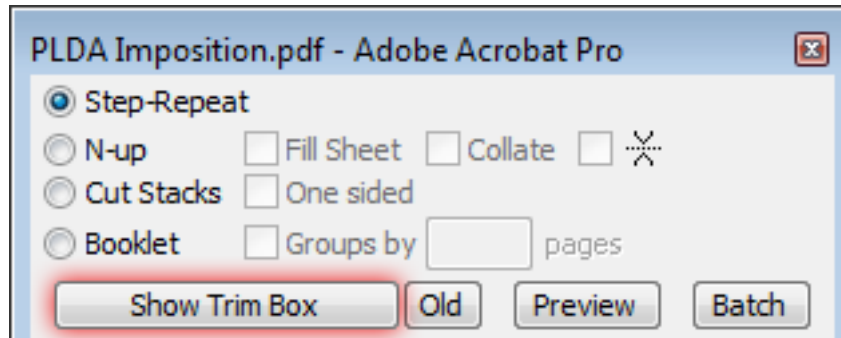 PLDA Imposition.pdf - Adobe Acrobat Pro
Step-Repeat
N-up Fill Sheet Collate
Cut Stacks One sided
Booklet Groups by pages
Show Trim Box Old Preview Batch